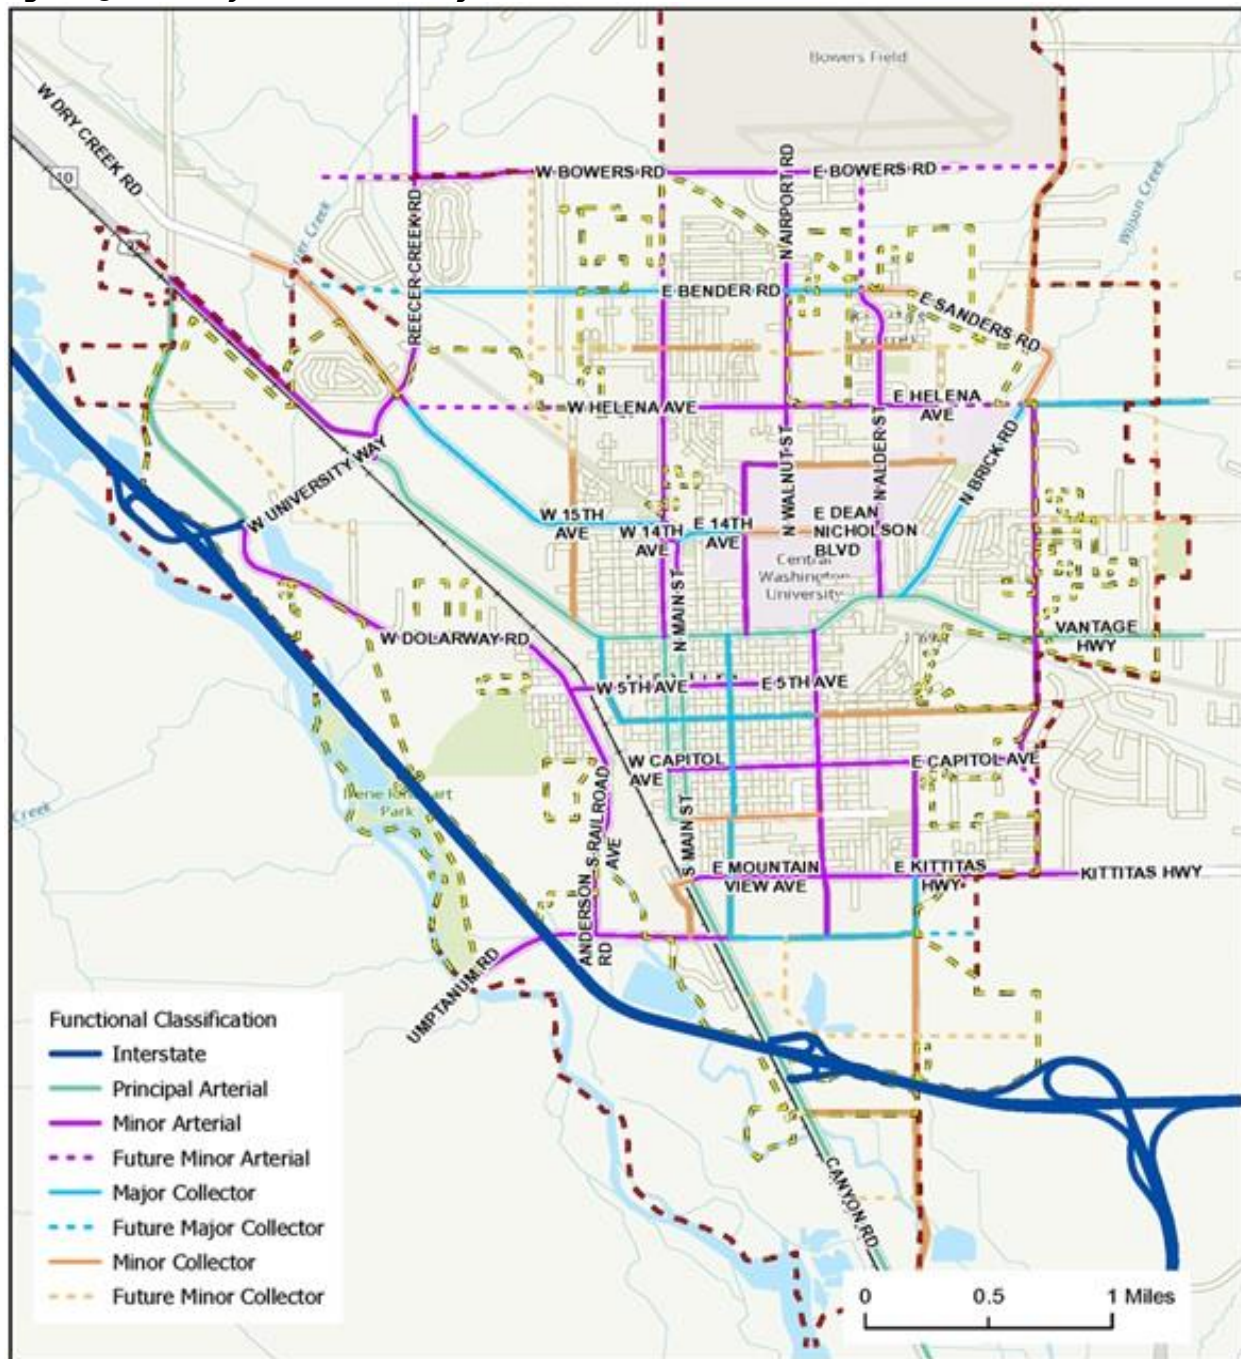 Bowers Field
W DRY CREEK RD
10
W BOWERS RD
E BOWERS RD
N AIRPORT RD
REECER CREEK RD
Wilson Creek
E BENDER RD
E SANDERS RD
W HELENA AVE
E HELENA
AVE
N WALNUT ST
N ALDER ST
N BRICK RD
W UNIVERSITY WAY
W 15TH
AVE
W 14TH
AVE
E 14TH
AVE
E DEAN
NICHOLSON
BLVD
Central
Washington
University
N MAIN ST
W DOLARWAY RD
VANTAGE
HWY
W 5TH AVE
E 5TH AVE
W CAPITOL
AVE
E CAPITOL AVE
Park
Creek
S RAILROAD
AVE
S MAIN ST
E MOUNTAIN
VIEW AVE
E KITTITAS
HWY
KITTITAS HWY
ANDERSON
RD
UMPTANUM RD
CANYON RD
Functional Classification
Interstate
Principal Arterial
Minor Arterial
Future Minor Arterial
Major Collector
Future Major Collector
Minor Collector
Future Minor Collector
0 0.5 1 Miles